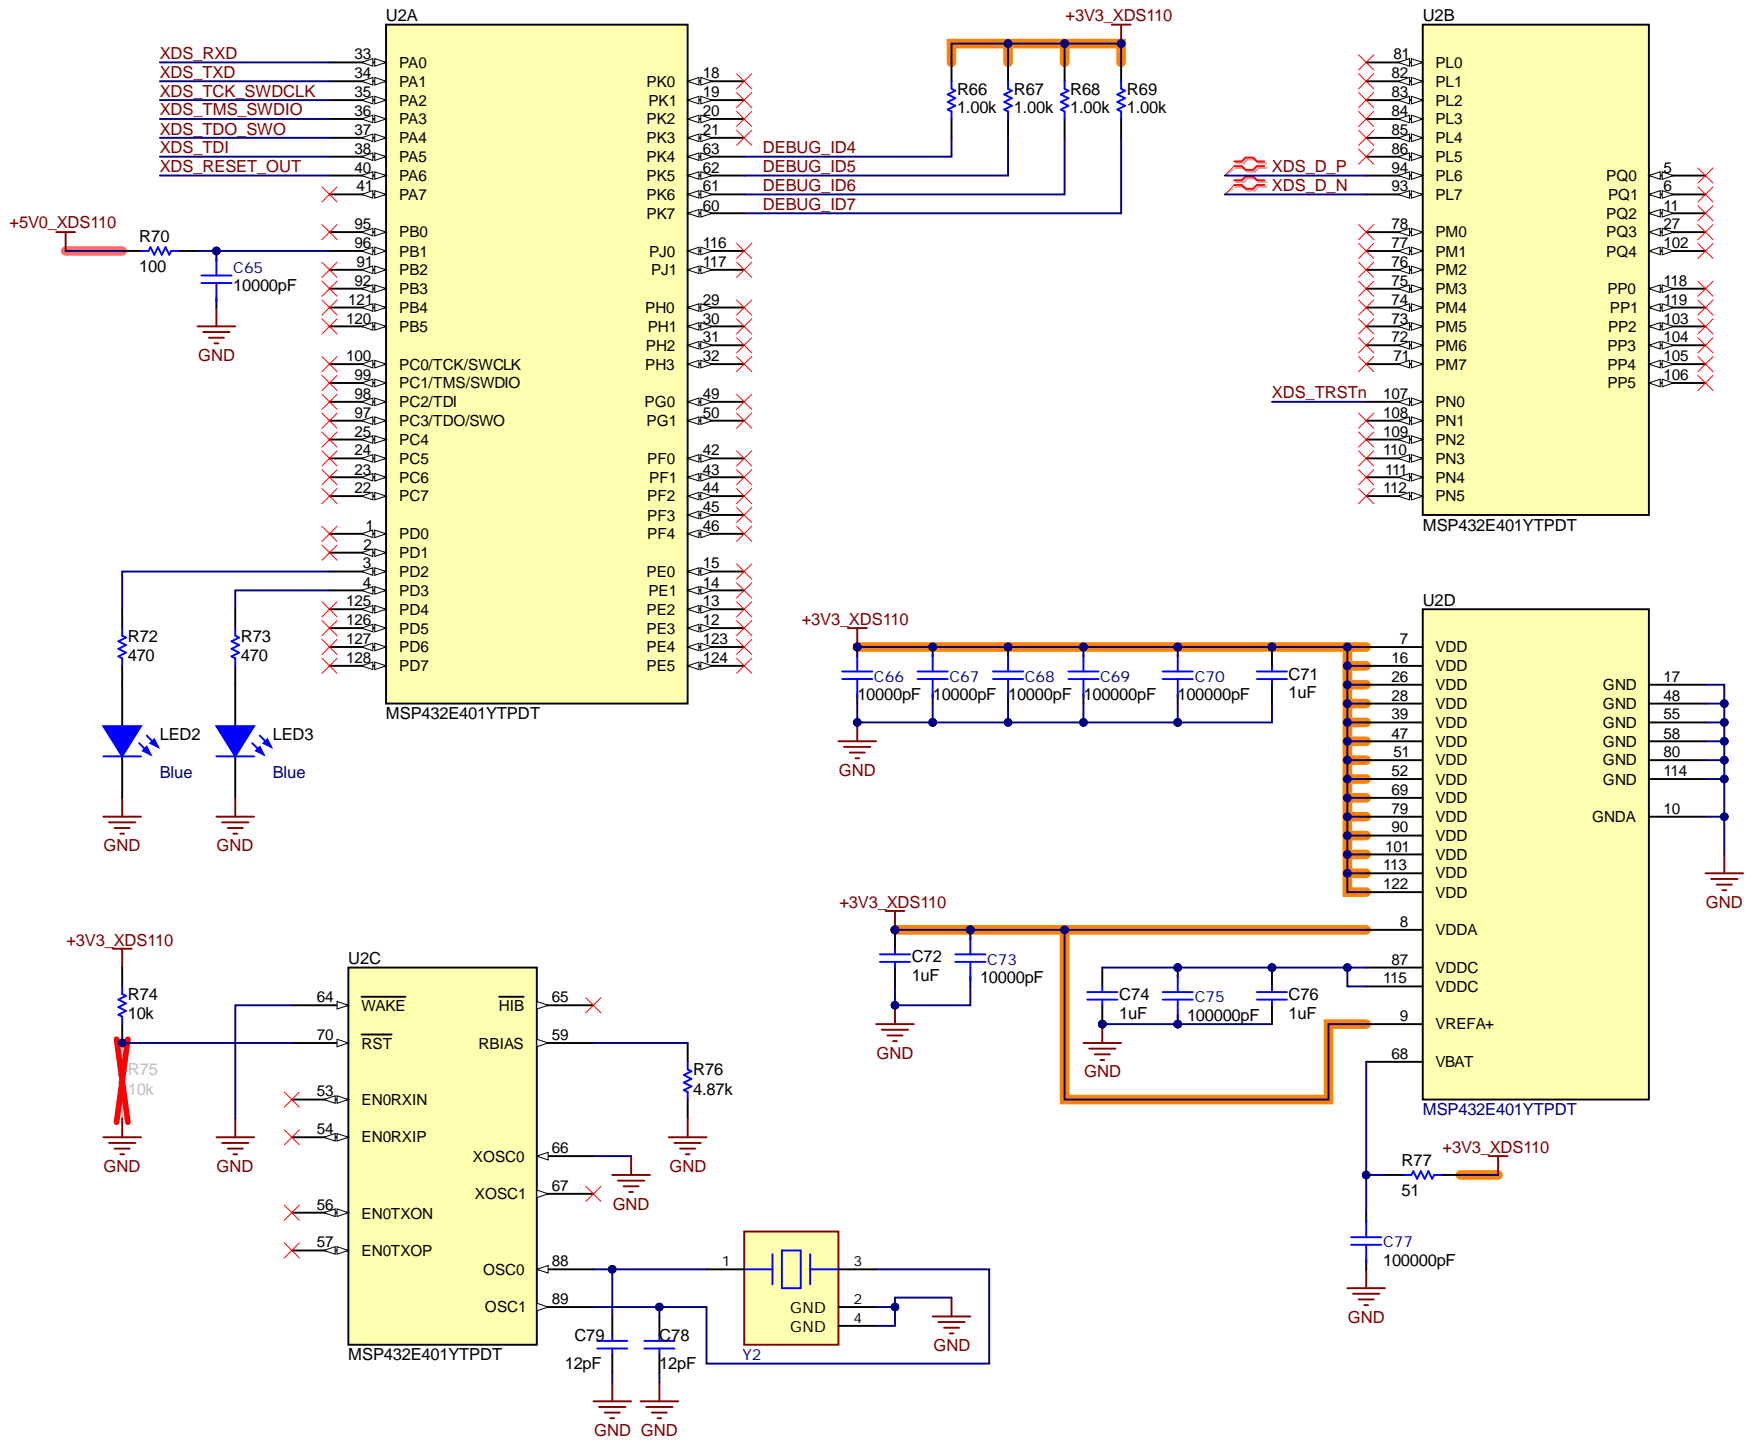 U2A
XDS_RXD 33 PA0
XDS_TXD 34 PA1
XDS_TCK_SWDCLK 35 PA2
XDS_TMS_SWDIO 36 PA3
XDS_TDO_SWO 37 PA4
XDS_TDI 38 PA5
XDS_RESET_OUT 40 PA6
41 PA7
95 PB0
+5V0_XDS110
R70
100
96 PB1
C65
10000pF
GND
91 PB2
92 PB3
121 PB4
120 PB5
100 PC0/TCK/SWCLK
99 PC1/TMS/SWDIO
98 PC2/TDI
97 PC3/TDO/SWO
25 PC4
24 PC5
23 PC6
22 PC7
1 PD0
2 PD1
3 PD2
4 PD3
125 PD4
126 PD5
127 PD6
128 PD7
R72
470
R73
470
LED2
Blue
LED3
Blue
GND
GND
PK0 18
PK1 19
PK2 20
PK3 21
PK4 63 DEBUG_ID4
PK5 62 DEBUG_ID5
PK6 61 DEBUG_ID6
PK7 60 DEBUG_ID7
PJ0 116
PJ1 117
PH0 29
PH1 30
PH2 31
PH3 32
PG0 49
PG1 50
PF0 42
PF1 43
PF2 44
PF3 45
PF4 46
PE0 15
PE1 14
PE2 13
PE3 12
PE4 123
PE5 124
MSP432E401YTPDT
+3V3_XDS110
R66 R67 R68 R69
1.00k 1.00k 1.00k 1.00k
U2B
81 PL0
82 PL1
83 PL2
84 PL3
85 PL4
86 PL5
XDS_D_P 94 PL6
XDS_D_N 93 PL7
78 PM0
77 PM1
76 PM2
75 PM3
74 PM4
73 PM5
72 PM6
71 PM7
XDS_TRSTn 107 PN0
108 PN1
109 PN2
110 PN3
111 PN4
112 PN5
PQ0 5
PQ1 6
PQ2 11
PQ3 27
PQ4 102
PP0 118
PP1 119
PP2 103
PP3 104
PP4 105
PP5 106
MSP432E401YTPDT
U2D
+3V3_XDS110
C66 C67 C68 C69 C70 C71
10000pF 10000pF 10000pF 100000pF 100000pF 1uF
GND
7 VDD
16 VDD
26 VDD
28 VDD
39 VDD
47 VDD
51 VDD
52 VDD
69 VDD
79 VDD
90 VDD
101 VDD
113 VDD
122 VDD
8 VDDA
87 VDDC
115 VDDC
9 VREFA+
68 VBAT
GND 17
GND 48
GND 55
GND 58
GND 80
GND 114
GNDA 10
GND
MSP432E401YTPDT
+3V3_XDS110
C72 C73
1uF 10000pF
GND
C74 C75 C76
1uF 100000pF 1uF
GND
+3V3_XDS110
R77
51
C77
100000pF
GND
+3V3_XDS110
R74
10k
R75
10k
GND
GND
U2C
64 WAKE
70 RST
53 EN0RXIN
54 EN0RXIP
56 EN0TXON
57 EN0TXOP
HIB 65
RBIAS 59
XOSC0 66
XOSC1 67
OSC0 88
OSC1 89
MSP432E401YTPDT
R76
4.87k
GND
GND
C79 C78
12pF 12pF
GND GND
1 3
GND 2
GND 4
Y2
GND